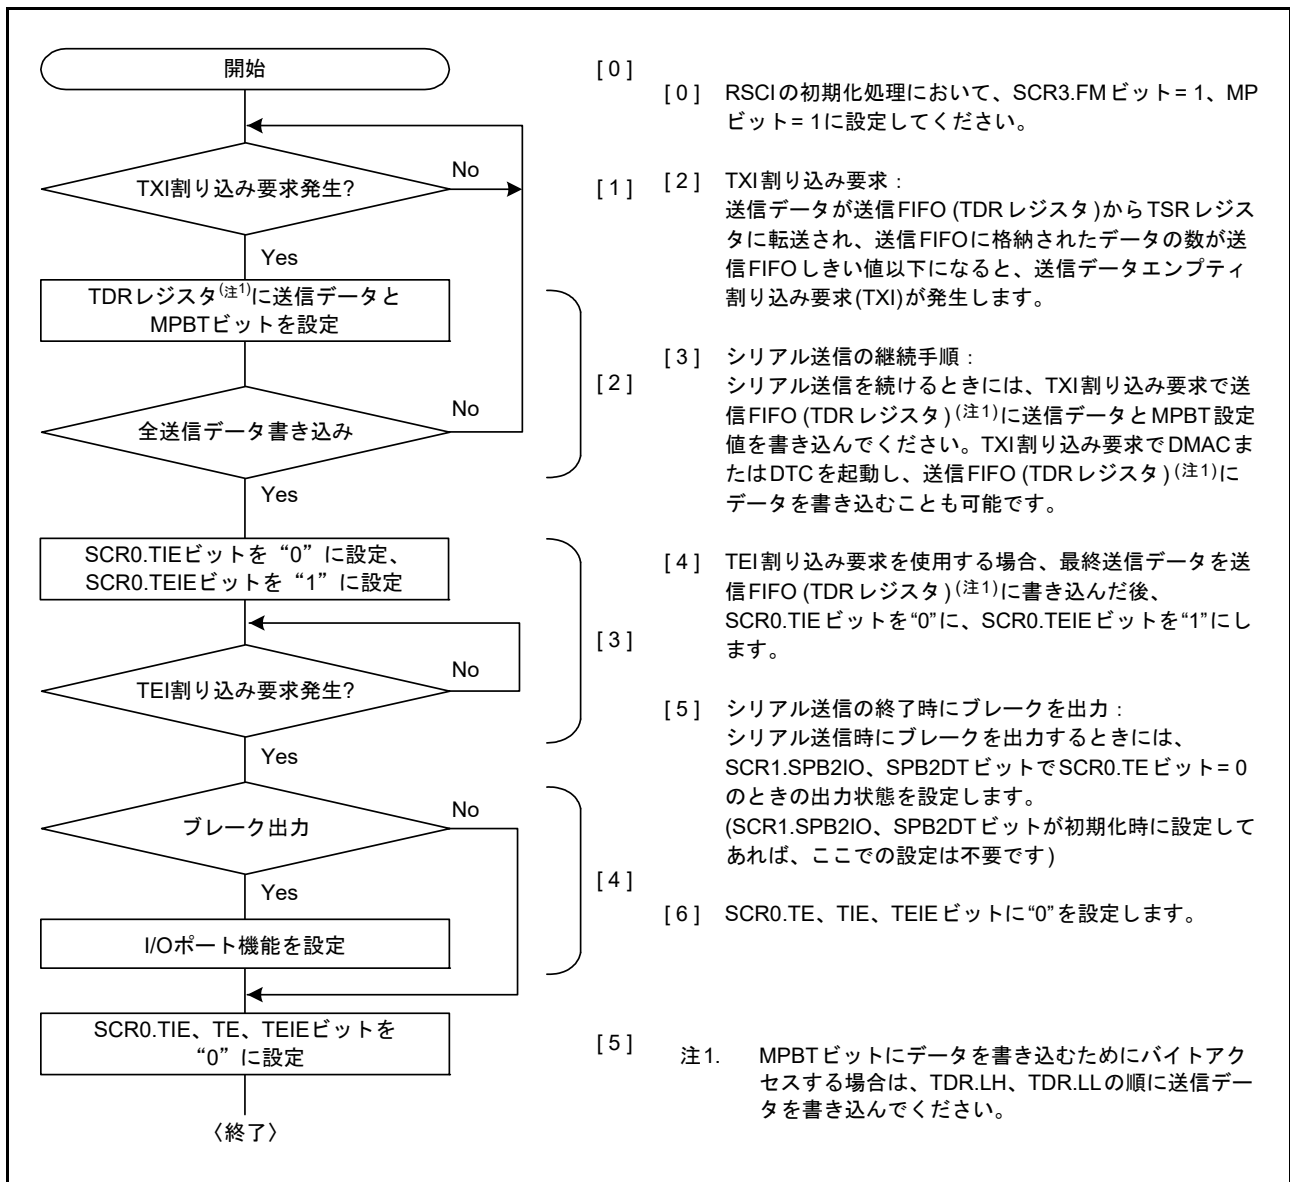 開始
TXI割り込み要求発生?
No
Yes
TDRレジスタ(注1)に送信データと
MPBTビットを設定
全送信データ書き込み
No
Yes
SCR0.TIEビットを“0”に設定、
SCR0.TEIEビットを“1”に設定
TEI割り込み要求発生?
No
Yes
ブレーク出力
No
Yes
I/Oポート機能を設定
SCR0.TIE、TE、TEIEビットを
“0”に設定
〈終了〉
[ 0 ]
[ 1 ]
[ 2 ]
[ 3 ]
[ 4 ]
[ 5 ]
[ 0 ] RSCIの初期化処理において、SCR3.FMビット= 1、MP
ビット= 1に設定してください。
[ 2 ] TXI割り込み要求：
送信データが送信FIFO (TDRレジスタ)からTSRレジス
タに転送され、送信FIFOに格納されたデータの数が送
信FIFOしきい値以下になると、送信データエンプティ
割り込み要求(TXI)が発生します。
[ 3 ] シリアル送信の継続手順：
シリアル送信を続けるときには、TXI割り込み要求で送
信FIFO (TDRレジスタ) (注1)に送信データとMPBT設定
値を書き込んでください。TXI割り込み要求でDMACま
たはDTCを起動し、送信FIFO (TDRレジスタ) (注1)に
データを書き込むことも可能です。
[ 4 ] TEI割り込み要求を使用する場合、最終送信データを送
信FIFO (TDRレジスタ) (注1)に書き込んだ後、
SCR0.TIEビットを“0”に、SCR0.TEIEビットを“1”にし
ます。
[ 5 ] シリアル送信の終了時にブレークを出力：
シリアル送信時にブレークを出力するときには、
SCR1.SPB2IO、SPB2DTビットでSCR0.TEビット= 0
のときの出力状態を設定します。
(SCR1.SPB2IO、SPB2DTビットが初期化時に設定して
あれば、ここでの設定は不要です)
[ 6 ] SCR0.TE、TIE、TEIEビットに“0”を設定します。
注1. MPBTビットにデータを書き込むためにバイトアク
セスする場合は、TDR.LH、TDR.LLの順に送信デー
タを書き込んでください。